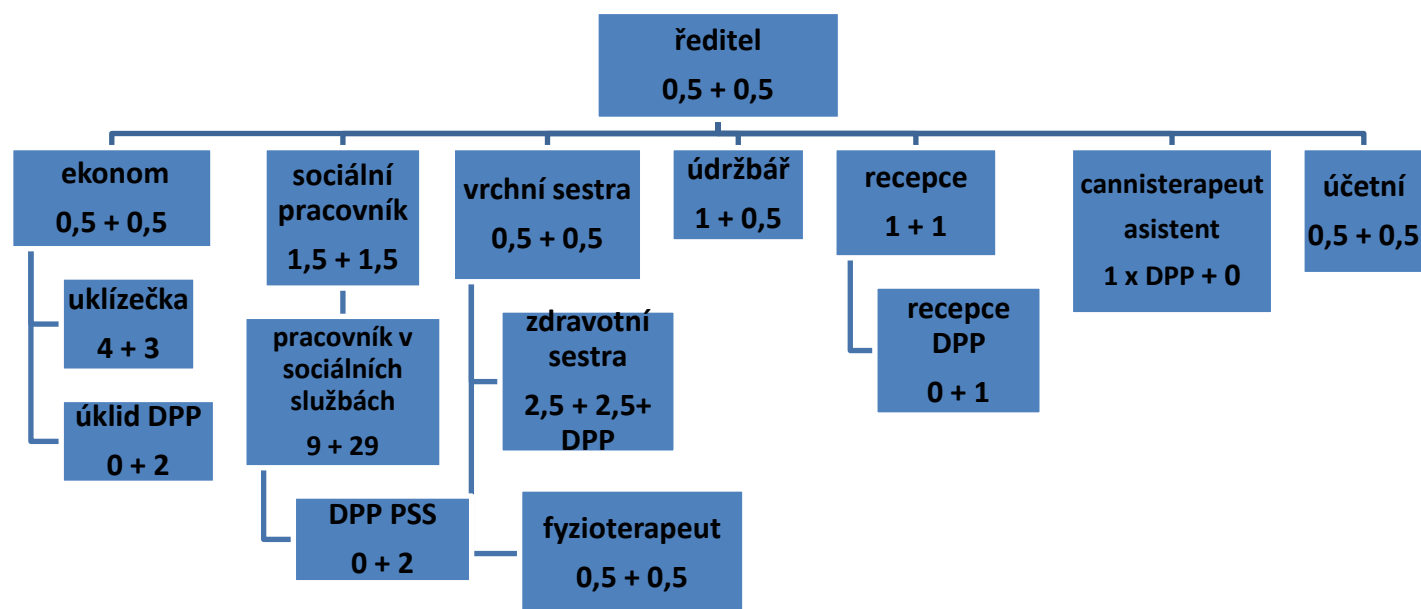 ředitel
0,5 + 0,5
ekonom
0,5 + 0,5
sociální
pracovník
1,5 + 1,5
vrchní sestra
0,5 + 0,5
údržbář
1 + 0,5
recepce
1 + 1
cannisterapeut
asistent
1 x DPP + 0
účetní
0,5 + 0,5
uklízečka
4 + 3
úklid DPP
0 + 2
pracovník v
sociálních
službách
9 + 29
DPP PSS
0 + 2
zdravotní
sestra
2,5 + 2,5+
DPP
fyzioterapeut
0,5 + 0,5
recepce
DPP
0 + 1